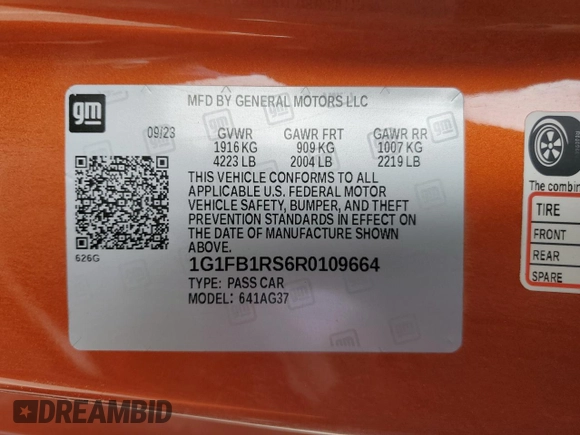 gm
MFD BY GENERAL MOTORS LLC
09/23 GVWR GAWR FRT GAWR RR
1916 KG 909 KG 1007 KG
4223 LB 2004 LB 2219 LB
THIS VEHICLE CONFORMS TO ALL
APPLICABLE U.S. FEDERAL MOTOR
VEHICLE SAFETY, BUMPER, AND THEFT
PREVENTION STANDARDS IN EFFECT ON
THE DATE OF MANUFACTURE SHOWN
ABOVE.
626G
1G1FB1RS6R0109664
TYPE: PASS CAR
MODEL: 641AG37
The combin
TIRE
FRONT
REAR
SPARE
DREAMBID